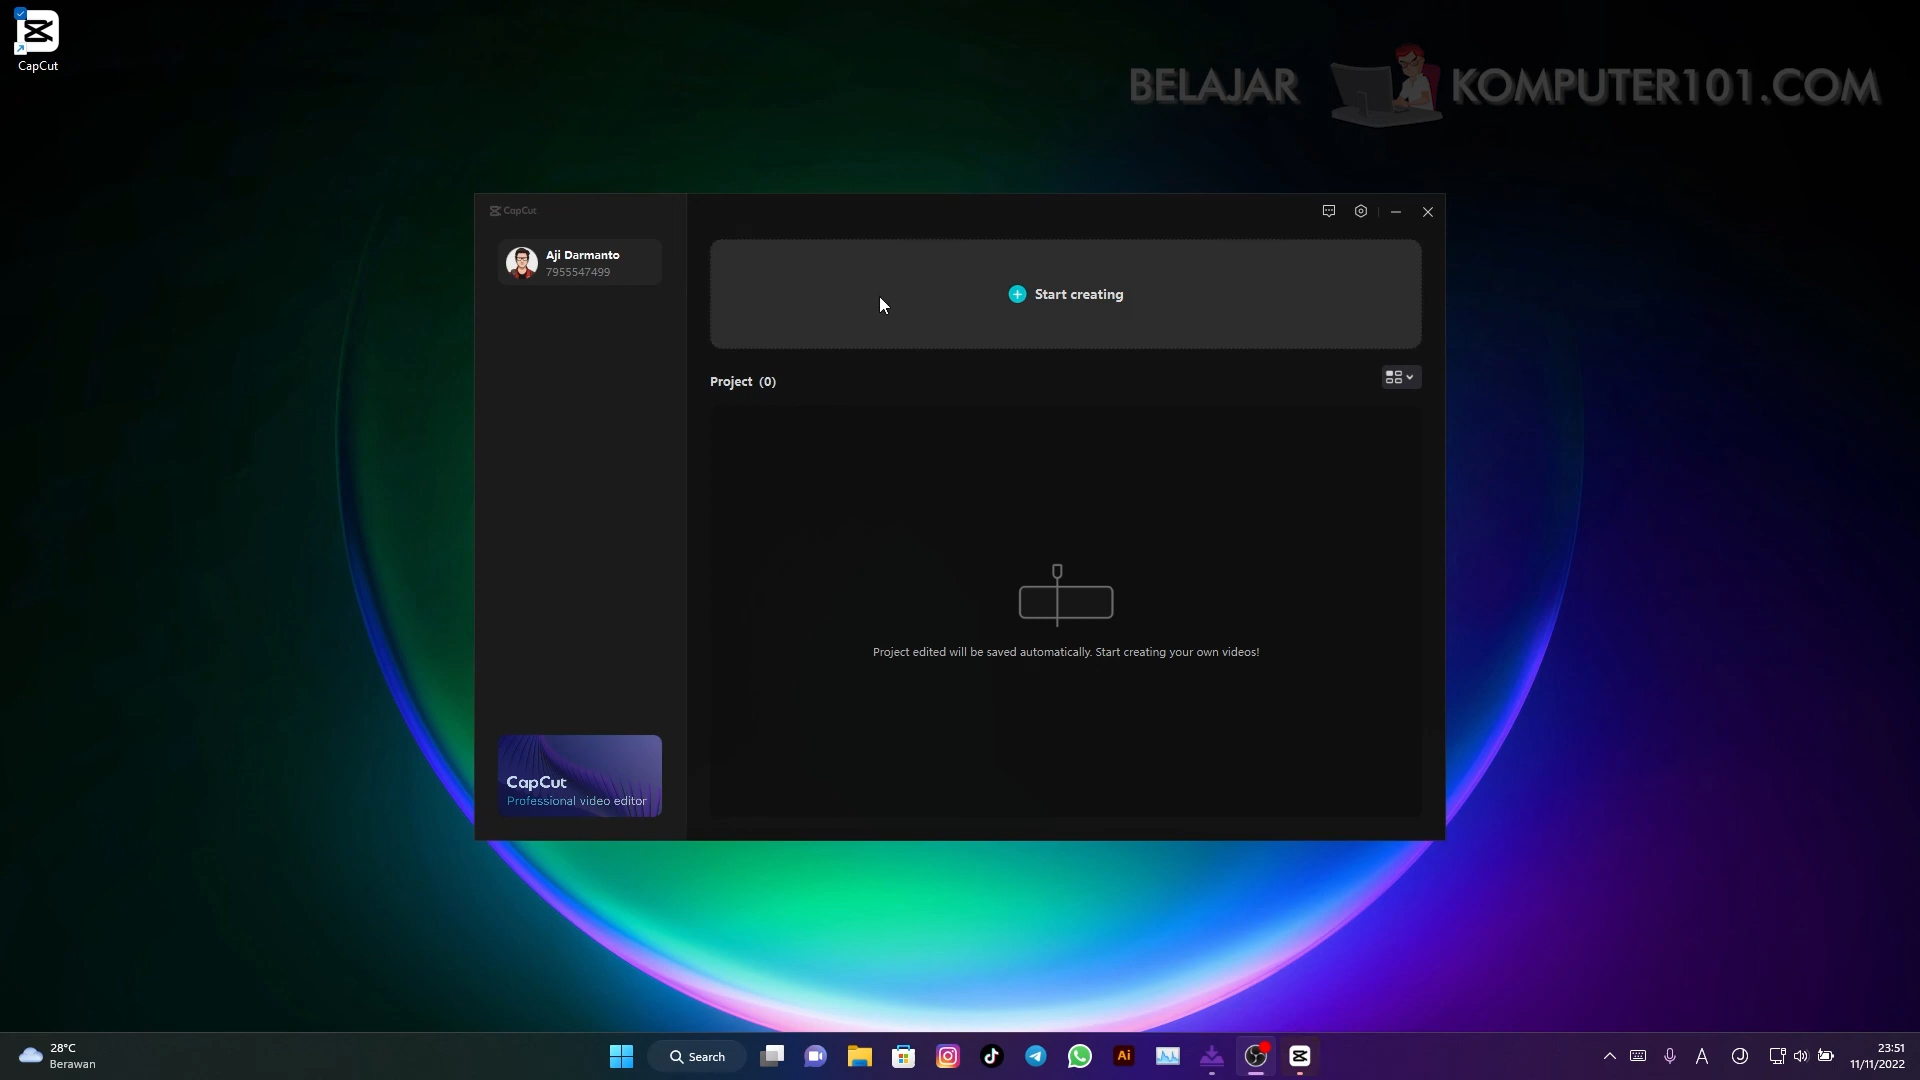 CapCut
BELAJAR KOMPUTER101.COM
CapCut
Aji Darmanto
7955547499
Start creating
Project (0)
Project edited will be saved automatically. Start creating your own videos!
CapCut
Professional video editor
28°C
Berawan
Search
Ai
A
J
23:51
11/11/2022